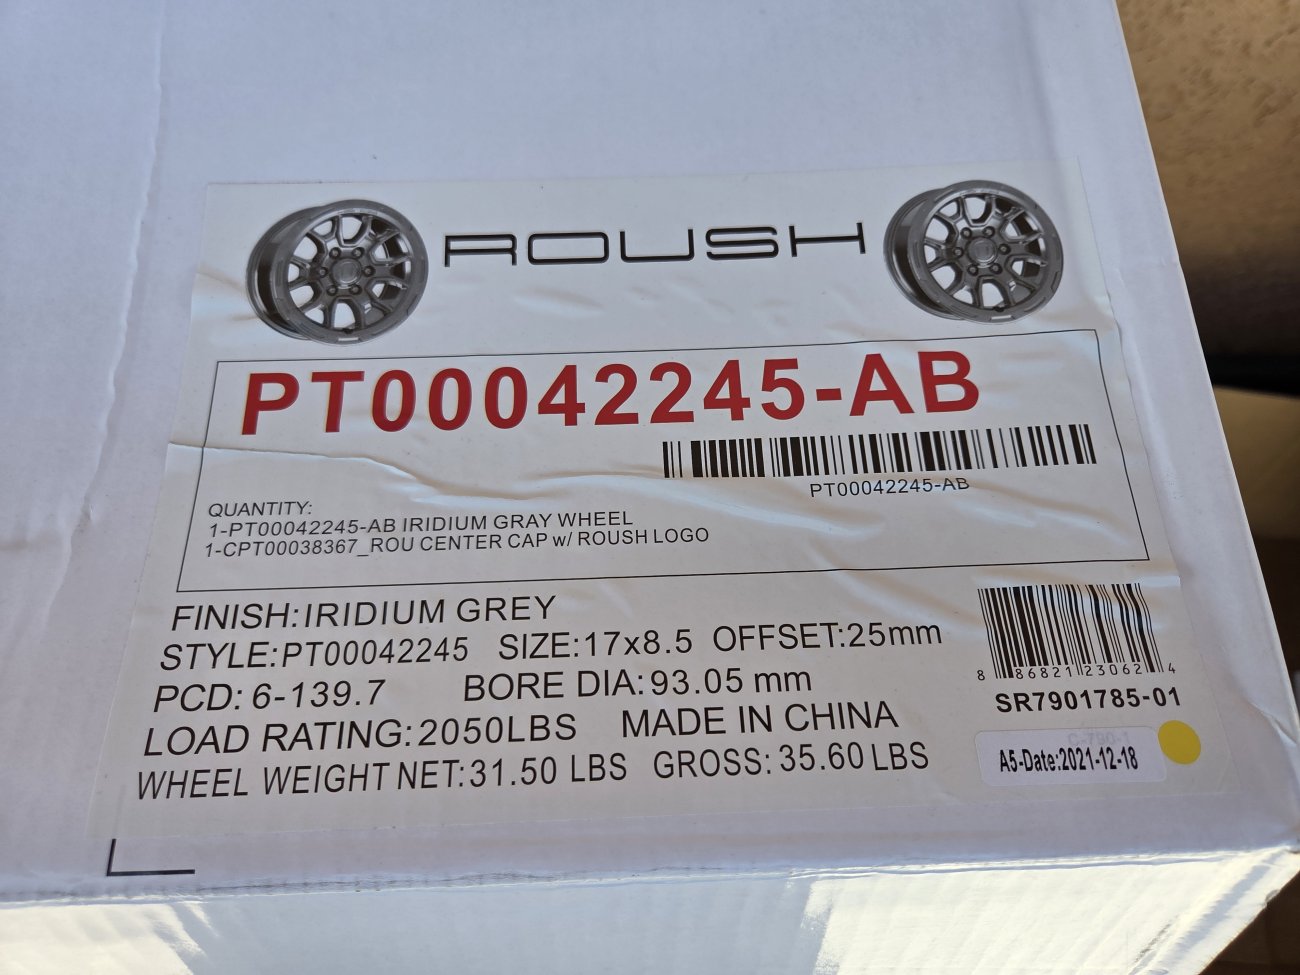 ROUSH
PT00042245-AB
PT00042245-AB
QUANTITY:
1-PT00042245-AB IRIDIUM GRAY WHEEL
1-CPT00038367_ROU CENTER CAP w/ ROUSH LOGO
FINISH: IRIDIUM GREY
STYLE: PT00042245 SIZE: 17x8.5 OFFSET: 25mm
PCD: 6-139.7 BORE DIA: 93.05 mm
LOAD RATING: 2050LBS MADE IN CHINA
WHEEL WEIGHT NET: 31.50 LBS GROSS: 35.60 LBS
8 86821 23062 4
SR7901785-01
A5-Date:2021-12-18